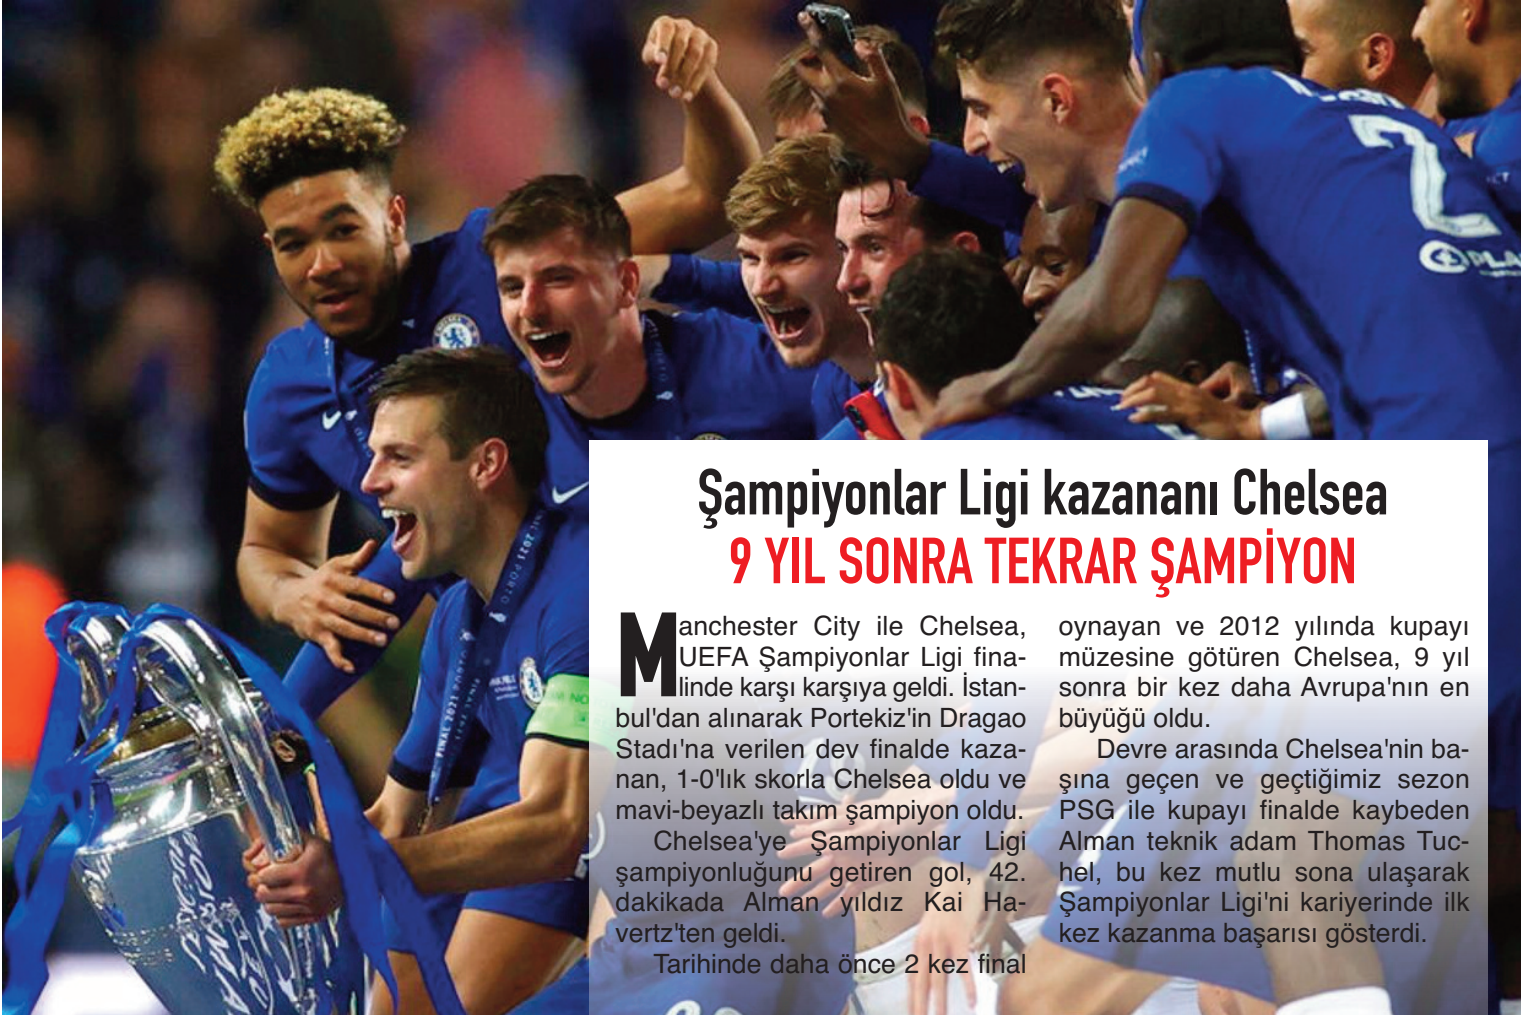 Şampiyonlar Ligi kazananı Chelsea
9 YIL SONRA TEKRAR ŞAMPİYON
Manchester City ile Chelsea,
UEFA Şampiyonlar Ligi fina-
linde karşı karşıya geldi. İstan-
bul'dan alınarak Portekiz'in Dragao
Stadı'na verilen dev finalde kaza-
nan, 1-0'lık skorla Chelsea oldu ve
mavi-beyazlı takım şampiyon oldu.
Chelsea'ye Şampiyonlar Ligi
şampiyonluğunu getiren gol, 42.
dakikada Alman yıldız Kai Ha-
vertz'ten geldi.
Tarihinde daha önce 2 kez final
oynayan ve 2012 yılında kupayı
müzesine götüren Chelsea, 9 yıl
sonra bir kez daha Avrupa'nın en
büyüğü oldu.
Devre arasında Chelsea'nin ba-
şına geçen ve geçtiğimiz sezon
PSG ile kupayı finalde kaybeden
Alman teknik adam Thomas Tuc-
hel, bu kez mutlu sona ulaşarak
Şampiyonlar Ligi'ni kariyerinde ilk
kez kazanma başarısı gösterdi.
2
FINAL 2021 PORTO